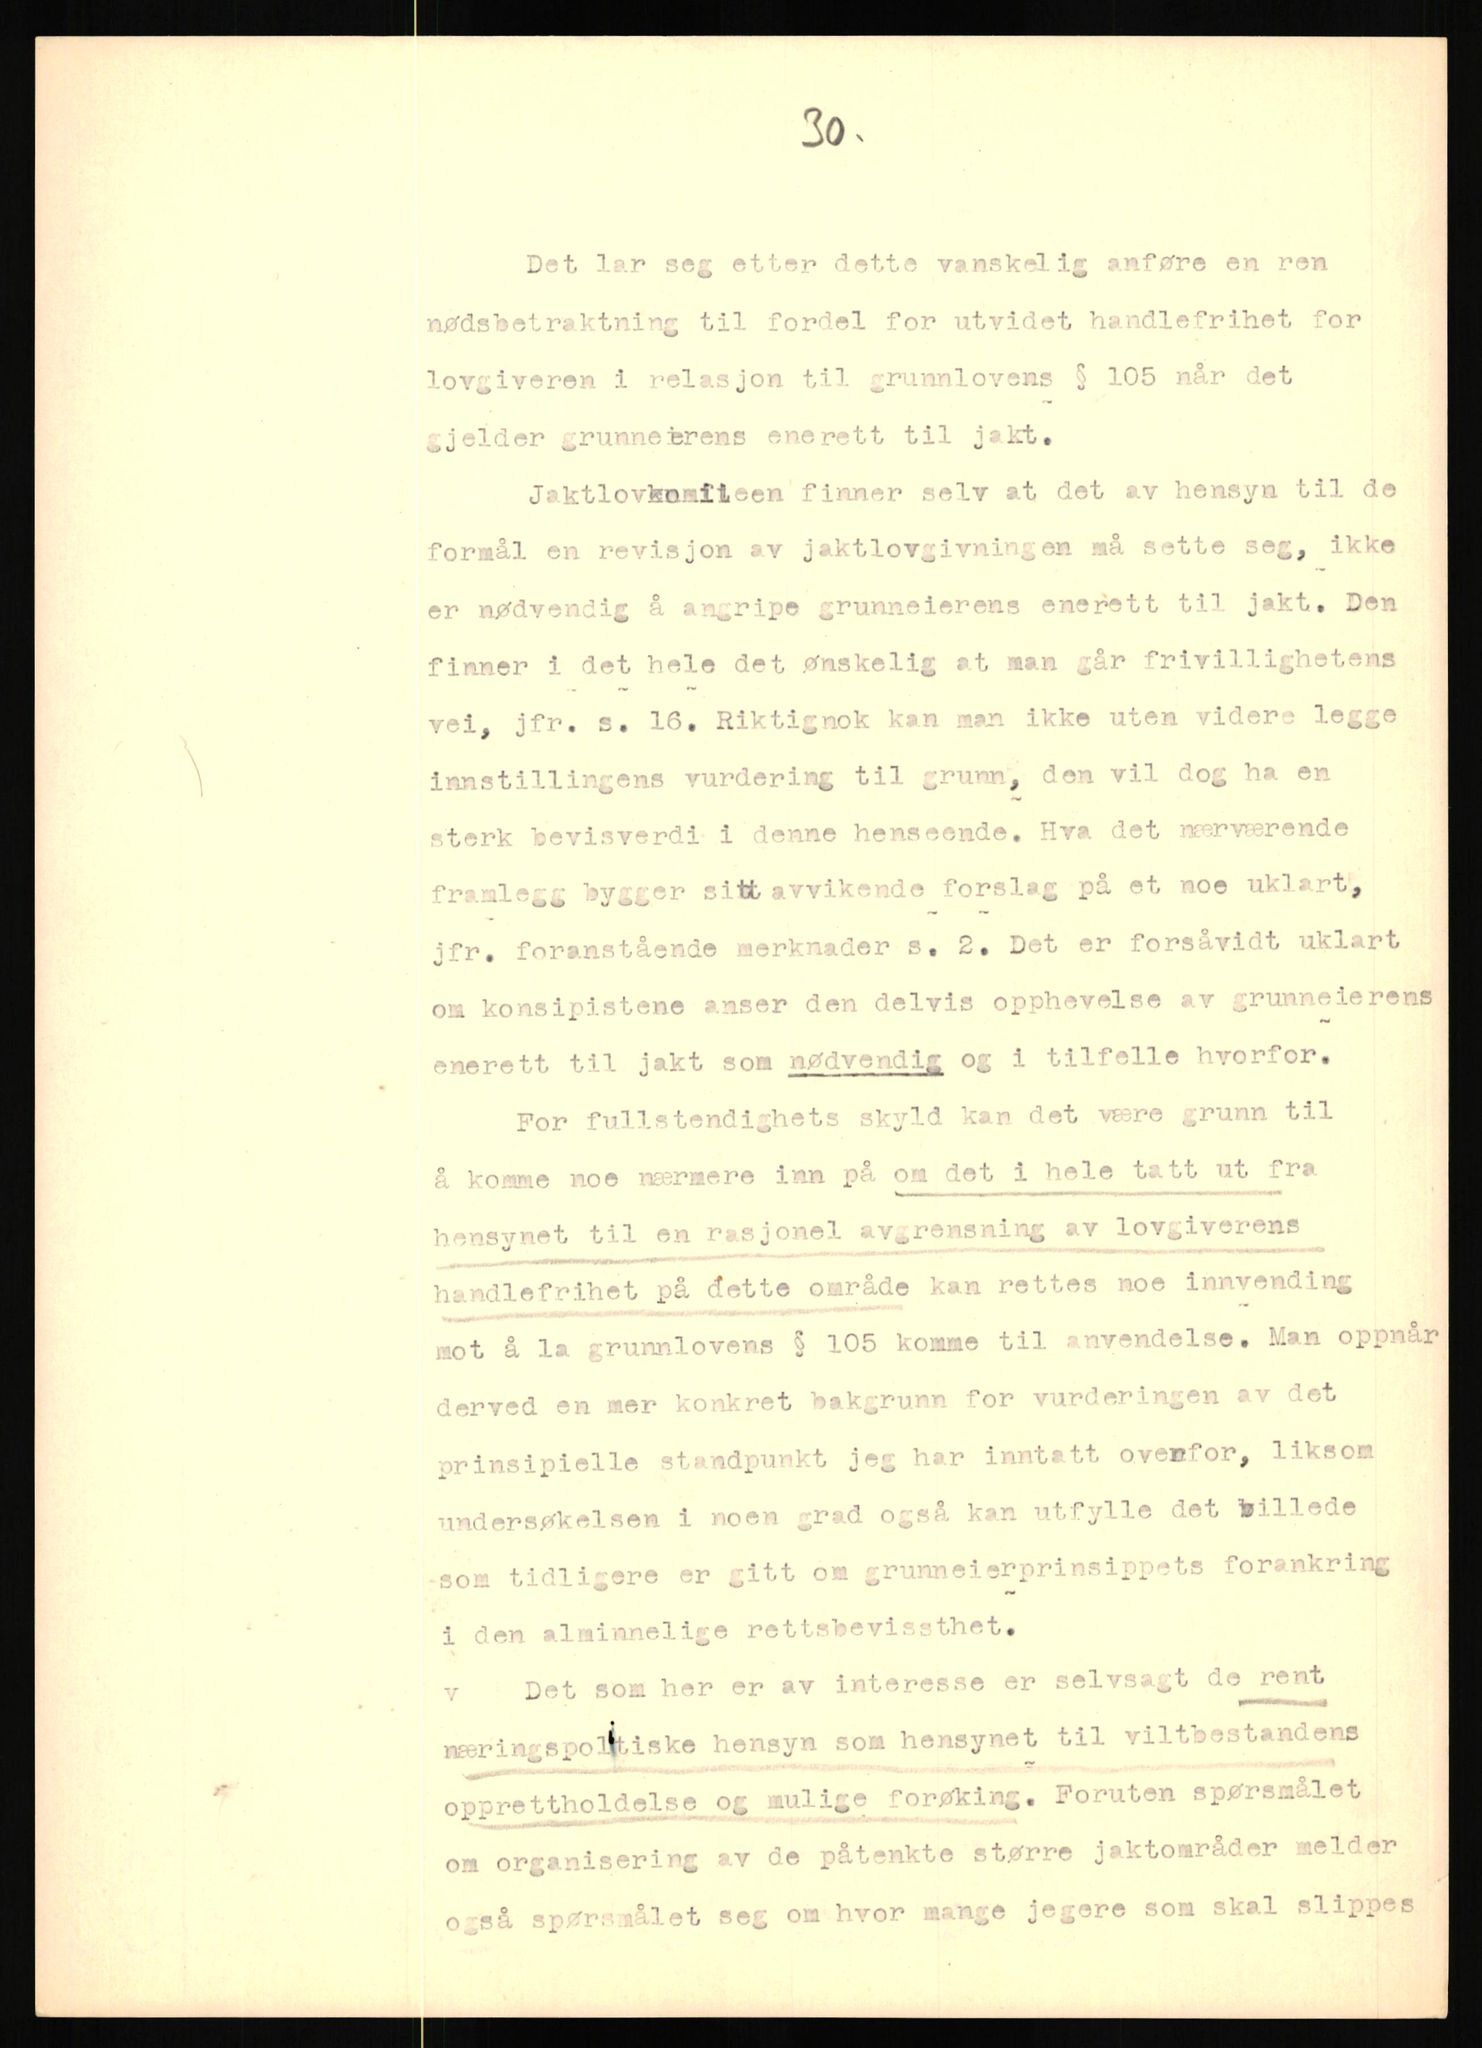 30.
Det lar seg etter dette vanskelig anføre en ren
nødsbetraktning til fordel for utvidet handlefrihet for
lovgiveren i relasjon til grunnlovens § 105 når det
gjelder grunneierens enerett til jakt.
Jaktlovkomiteen finner selv at det av hensyn til de
formål en revisjon av jaktlovgivningen må sette seg, ikke
er nødvendig å angripe grunneierens enerett til jakt. Den
finner i det hele det ønskelig at man går frivillighetens
vei, jfr. s. 16. Riktignok kan man ikke uten videre legge
innstillingens vurdering til grunn, den vil dog ha en
sterk bevisverdi i denne henseende. Hva det nærværende
framlegg bygger sitt avvikende forslag på et noe uklart,
jfr. foranstående merknader s. 2. Det er forsåvidt uklart
om konsipistene anser den delvis opphevelse av grunneierens
enerett til jakt som nødvendig og i tilfelle hvorfor.
For fullstendighets skyld kan det være grunn til
å komme noe nærmere inn på om det i hele tatt ut fra
hensynet til en rasjonel avgrensning av lovgiverens
handlefrihet på dette område kan rettes noe innvending
mot å la grunnlovens § 105 komme til anvendelse. Man oppnår
derved en mer konkret bakgrunn for vurderingen av det
prinsipielle standpunkt jeg har inntatt ovenfor, liksom
undersøkelsen i noen grad også kan utfylle det billede
som tidligere er gitt om grunneierprinsippets forankring
i den alminnelige rettsbevissthet.
v Det som her er av interesse er selvsagt de rent
næringspolitiske hensyn som hensynet til viltbestandens
opprettholdelse og mulige forøking. Foruten spørsmålet
om organisering av de påtenkte større jaktområder melder
også spørsmålet seg om hvor mange jegere som skal slippes